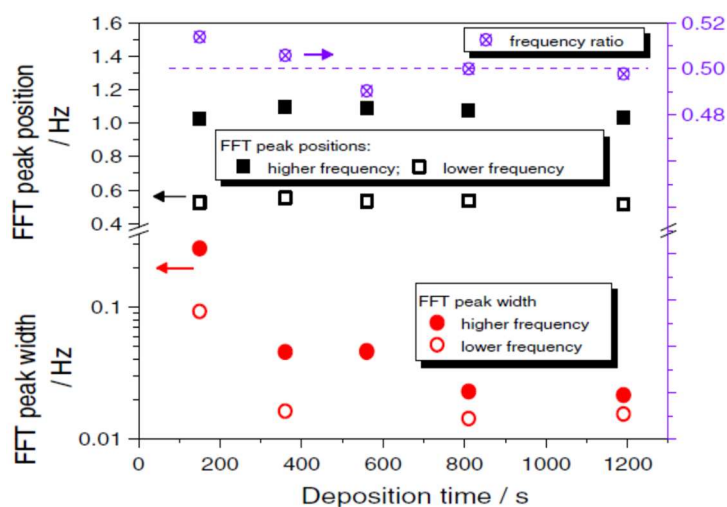 1.6
1.4
1.2
1.0
0.8
0.6
0.4
0.1
0.01
FFT peak position
/ Hz
FFT peak width
/ Hz
0.52
0.50
0.48
frequency ratio
FFT peak positions:
higher frequency; lower frequency
FFT peak width
higher frequency
lower frequency
0 200 400 600 800 1000 1200
Deposition time / s